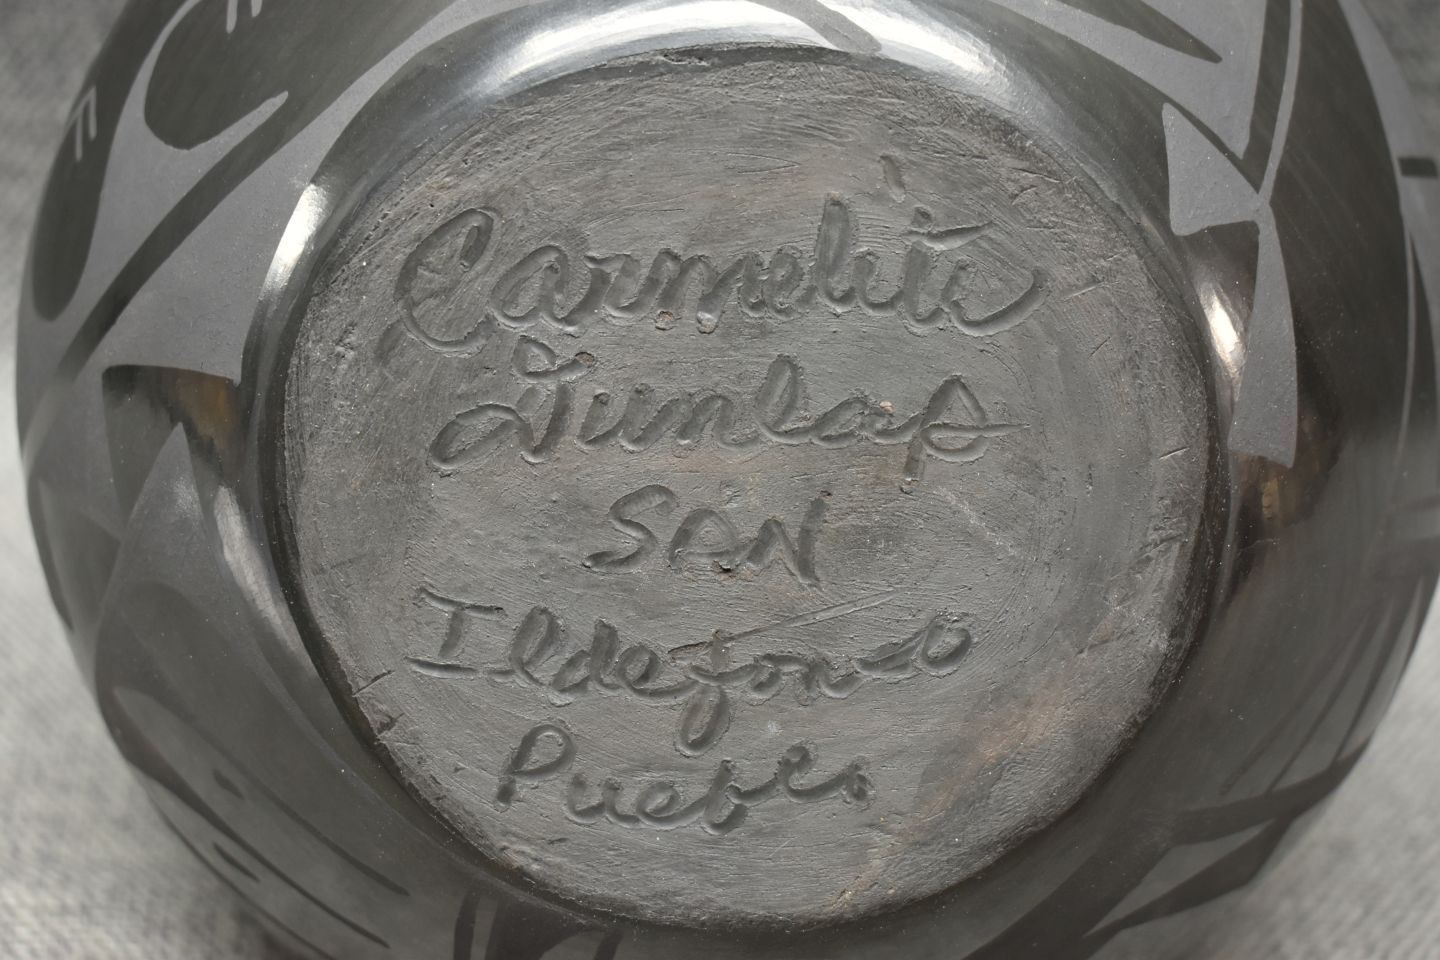 Carmelita
Dunlap
SAN
Ildefonso
Pueblo